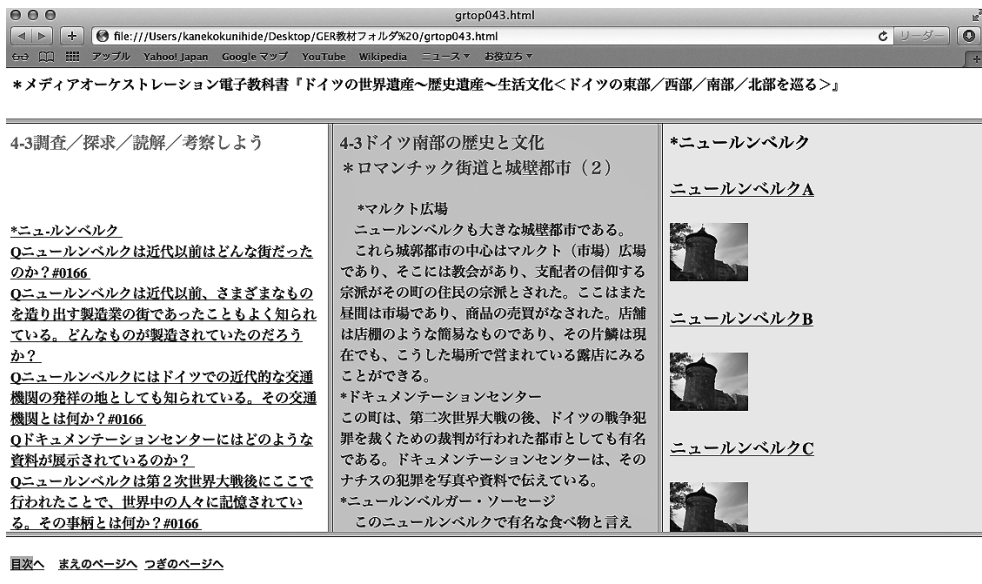 grtop043.html
file:///Users/kanekokunihide/Desktop/GER教材フォルダ%20/grtop043.html
リーダー
アップル Yahoo! Japan Google マップ YouTube Wikipedia ニュース▼ お役立ち▼
＊メディアオーケストレーション電子教科書『ドイツの世界遺産〜歴史遺産〜生活文化＜ドイツの東部／西部／南部／北部を巡る＞』
4-3調査／探求／読解／考察しよう
*ニュ-ルンベルク
Qニュールンベルクは近代以前はどんな街だった
のか？#0166
Qニュールンベルクは近代以前、さまざまなもの
を造り出す製造業の街であったこともよく知られ
ている。どんなものが製造されていたのだろう
か？
Qニュールンベルクにはドイツでの近代的な交通
機関の発祥の地としても知られている。その交通
機関とは何か？#0166
Qドキュメンテーションセンターにはどのような
資料が展示されているのか？
Qニュールンベルクは第２次世界大戦後にここで
行われたことで、世界中の人々に記憶されてい
る。その事柄とは何か？#0166
4-3ドイツ南部の歴史と文化
＊ロマンチック街道と城壁都市（２）
*マルクト広場
ニュールンベルクも大きな城壁都市である。
これら城郭都市の中心はマルクト（市場）広場
であり、そこには教会があり、支配者の信仰する
宗派がその町の住民の宗派とされた。ここはまた
昼間は市場であり、商品の売買がなされた。店舗
は店棚のような簡易なものであり、その片鱗は現
在でも、こうした場所で営まれている露店にみる
ことができる。
*ドキュメンテーションセンター
この町は、第二次世界大戦の後、ドイツの戦争犯
罪を裁くための裁判が行われた都市としても有名
である。ドキュメンテーションセンターは、その
ナチスの犯罪を写真や資料で伝えている。
*ニュールンベルガー・ソーセージ
このニュールンベルクで有名な食べ物と言え
*ニュールンベルク
ニュールンベルクA
ニュールンベルクB
ニュールンベルクC
目次へ まえのページへ つぎのページへ